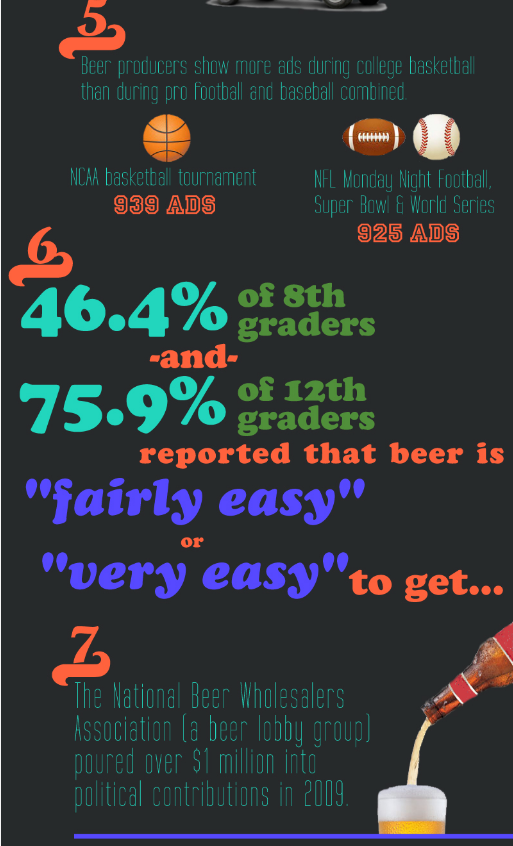 5
Beer producers show more ads during college basketball
than during pro football and baseball combined.
NCAA basketball tournament
939 ADS
NFL Monday Night Football,
Super Bowl & World Series
925 ADS
6
46.4% of 8th graders
-and-
75.9% of 12th graders
reported that beer is
"fairly easy"
or
"very easy" to get...
7
The National Beer Wholesalers
Association (a beer lobby group)
poured over $1 million into
political contributions in 2009.